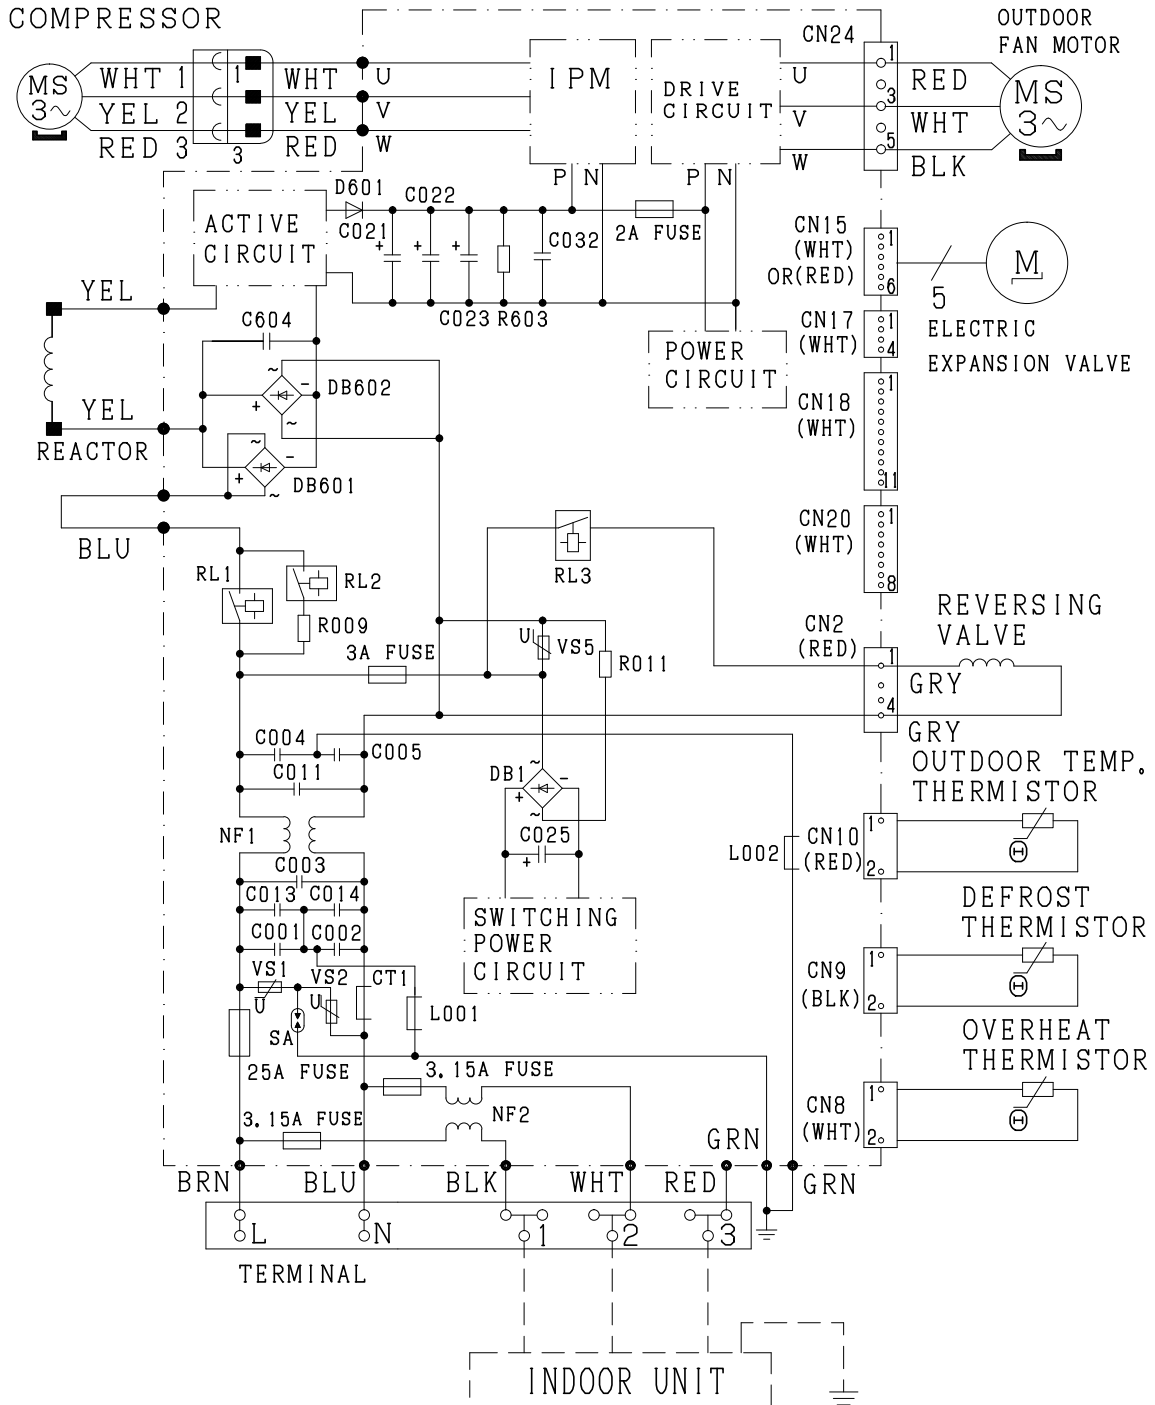 COMPRESSOR
MS
3~
WHT 1
YEL 2
RED 3
1
3
WHT
YEL
RED
U
V
W
IPM
DRIVE
CIRCUIT
U
V
W
CN24
1
3
5
RED
WHT
BLK
OUTDOOR
FAN MOTOR
MS
3~
P N
P N
ACTIVE
CIRCUIT
D601
C021
C022
+
+
+
C032
2A FUSE
C023 R603
CN15
(WHT)
OR(RED)
1
6
5
M
ELECTRIC
EXPANSION VALVE
CN17
(WHT)
1
4
POWER
CIRCUIT
CN18
(WHT)
1
11
CN20
(WHT)
1
8
YEL
YEL
REACTOR
C604
~
-
+
~
DB602
~
-
+
~
DB601
BLU
RL1
RL2
R009
3A FUSE
RL3
U
VS5
R011
CN2
(RED)
1
4
REVERSING
VALVE
GRY
GRY
C004
C005
C011
NF1
C003
C013
C014
C001
C002
VS1
U
VS2
U
CT1
SA
L001
25A FUSE
3.15A FUSE
3.15A FUSE
NF2
DB1
~
-
+
~
C025
+
SWITCHING
POWER
CIRCUIT
L002
OUTDOOR TEMP.
THERMISTOR
CN10
(RED)
1
2
Θ
DEFROST
THERMISTOR
CN9
(BLK)
1
2
Θ
OVERHEAT
THERMISTOR
CN8
(WHT)
1
2
Θ
BRN
BLU
BLK
WHT
RED
GRN
GRN
L
N
1
2
3
TERMINAL
INDOOR UNIT